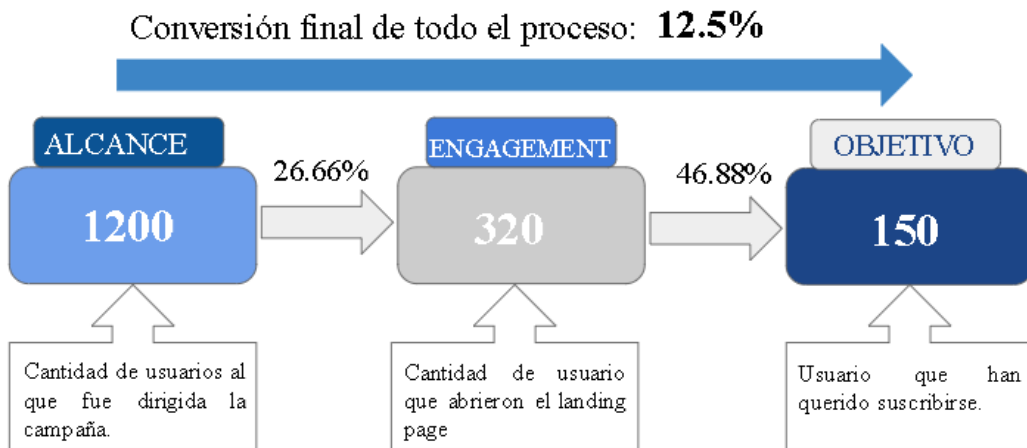 Conversión final de todo el proceso: 12.5%
ALCANCE
ENGAGEMENT
OBJETIVO
26.66%
46.88%
1200
320
150
Cantidad de usuarios al
que fue dirigida la
campaña.
Cantidad de usuario
que abrieron el landing
page
Usuario que han
querido suscribirse.